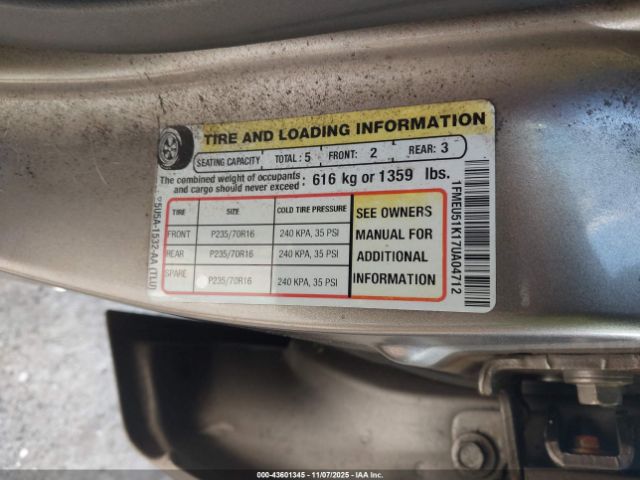 TIRE AND LOADING INFORMATION
SEATING CAPACITY TOTAL: 5 FRONT: 2 REAR: 3
The combined weight of occupants
and cargo should never exceed: 616 kg or 1359 lbs.
TIRE SIZE COLD TIRE PRESSURE
FRONT P235/70R16 240 KPA, 35 PSI
REAR P235/70R16 240 KPA, 35 PSI
SPARE P235/70R16 240 KPA, 35 PSI
SEE OWNERS
MANUAL FOR
ADDITIONAL
INFORMATION
1FMEU51K17UA04712
000-43601345 - 11/07/2025 - IAAI, Inc.